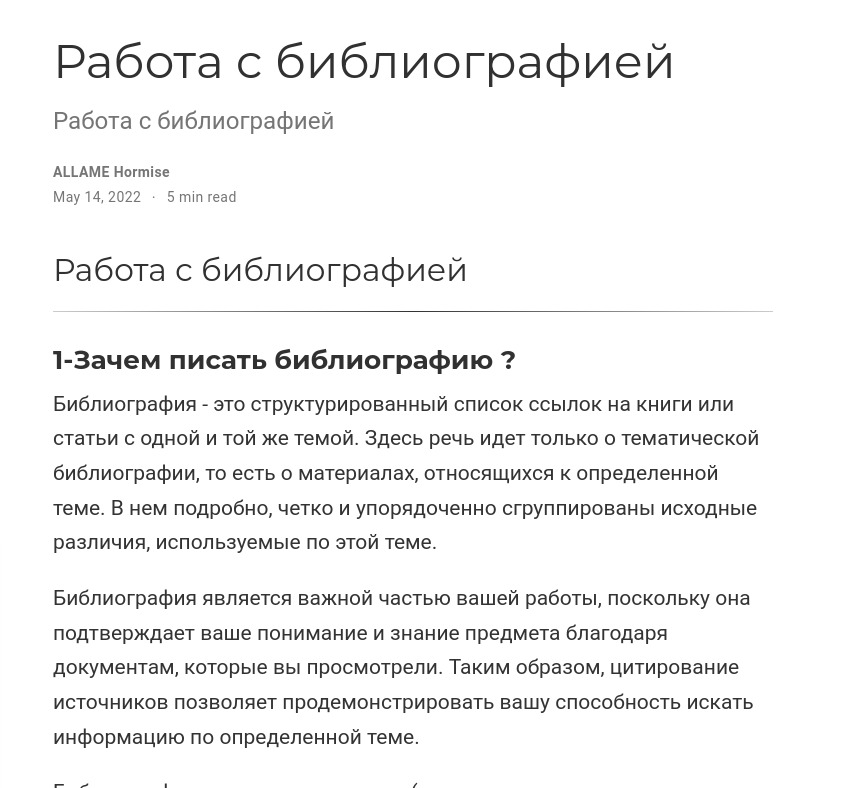 Работа с библиографией
Работа с библиографией
ALLAME Hormise
May 14, 2022 · 5 min read
Работа с библиографией
1-Зачем писать библиографию ?
Библиография - это структурированный список ссылок на книги или
статьи с одной и той же темой. Здесь речь идет только о тематической
библиографии, то есть о материалах, относящихся к определенной
теме. В нем подробно, четко и упорядоченно сгруппированы исходные
различия, используемые по этой теме.
Библиография является важной частью вашей работы, поскольку она
подтверждает ваше понимание и знание предмета благодаря
документам, которые вы просмотрели. Таким образом, цитирование
источников позволяет продемонстрировать вашу способность искать
информацию по определенной теме.